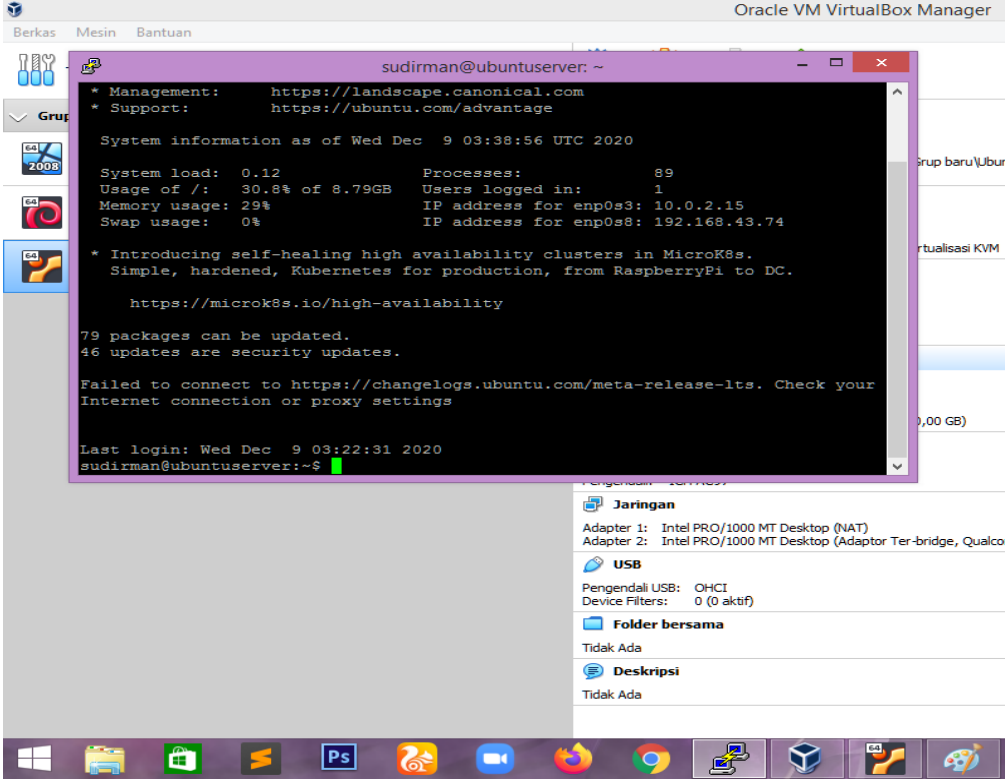 Oracle VM VirtualBox Manager
Berkas Mesin Bantuan
sudirman@ubuntuserver: ~
* Management: https://landscape.canonical.com
* Support: https://ubuntu.com/advantage
System information as of Wed Dec 9 03:38:56 UTC 2020
System load: 0.12 Processes: 89
Usage of /: 30.8% of 8.79GB Users logged in: 1
Memory usage: 29% IP address for enp0s3: 10.0.2.15
Swap usage: 0% IP address for enp0s8: 192.168.43.74
* Introducing self-healing high availability clusters in MicroK8s.
Simple, hardened, Kubernetes for production, from RaspberryPi to DC.
https://microk8s.io/high-availability
79 packages can be updated.
46 updates are security updates.
Failed to connect to https://changelogs.ubuntu.com/meta-release-lts. Check your
Internet connection or proxy settings
Last login: Wed Dec 9 03:22:31 2020
sudirman@ubuntuserver:~$
Grup
64
2008
64
64
Grup baru\Ubun
rtualisasi KVM
0,00 GB)
Jaringan
Adapter 1: Intel PRO/1000 MT Desktop (NAT)
Adapter 2: Intel PRO/1000 MT Desktop (Adaptor Ter-bridge, Qualco
USB
Pengendali USB: OHCI
Device Filters: 0 (0 aktif)
Folder bersama
Tidak Ada
Deskripsi
Tidak Ada
Ps
64